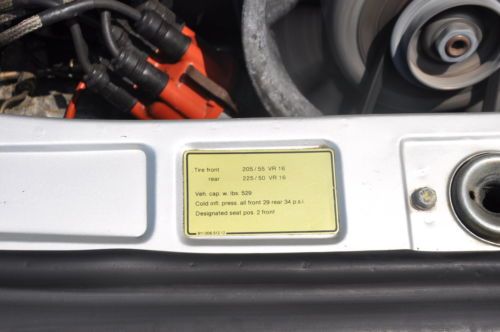 Tire front 205/55 VR 16
rear 225/50 VR 16
Veh. cap. w. lbs. 529
Cold infl. press. all front 29 rear 34 p.s.i.
Designated seat pos. 2 front